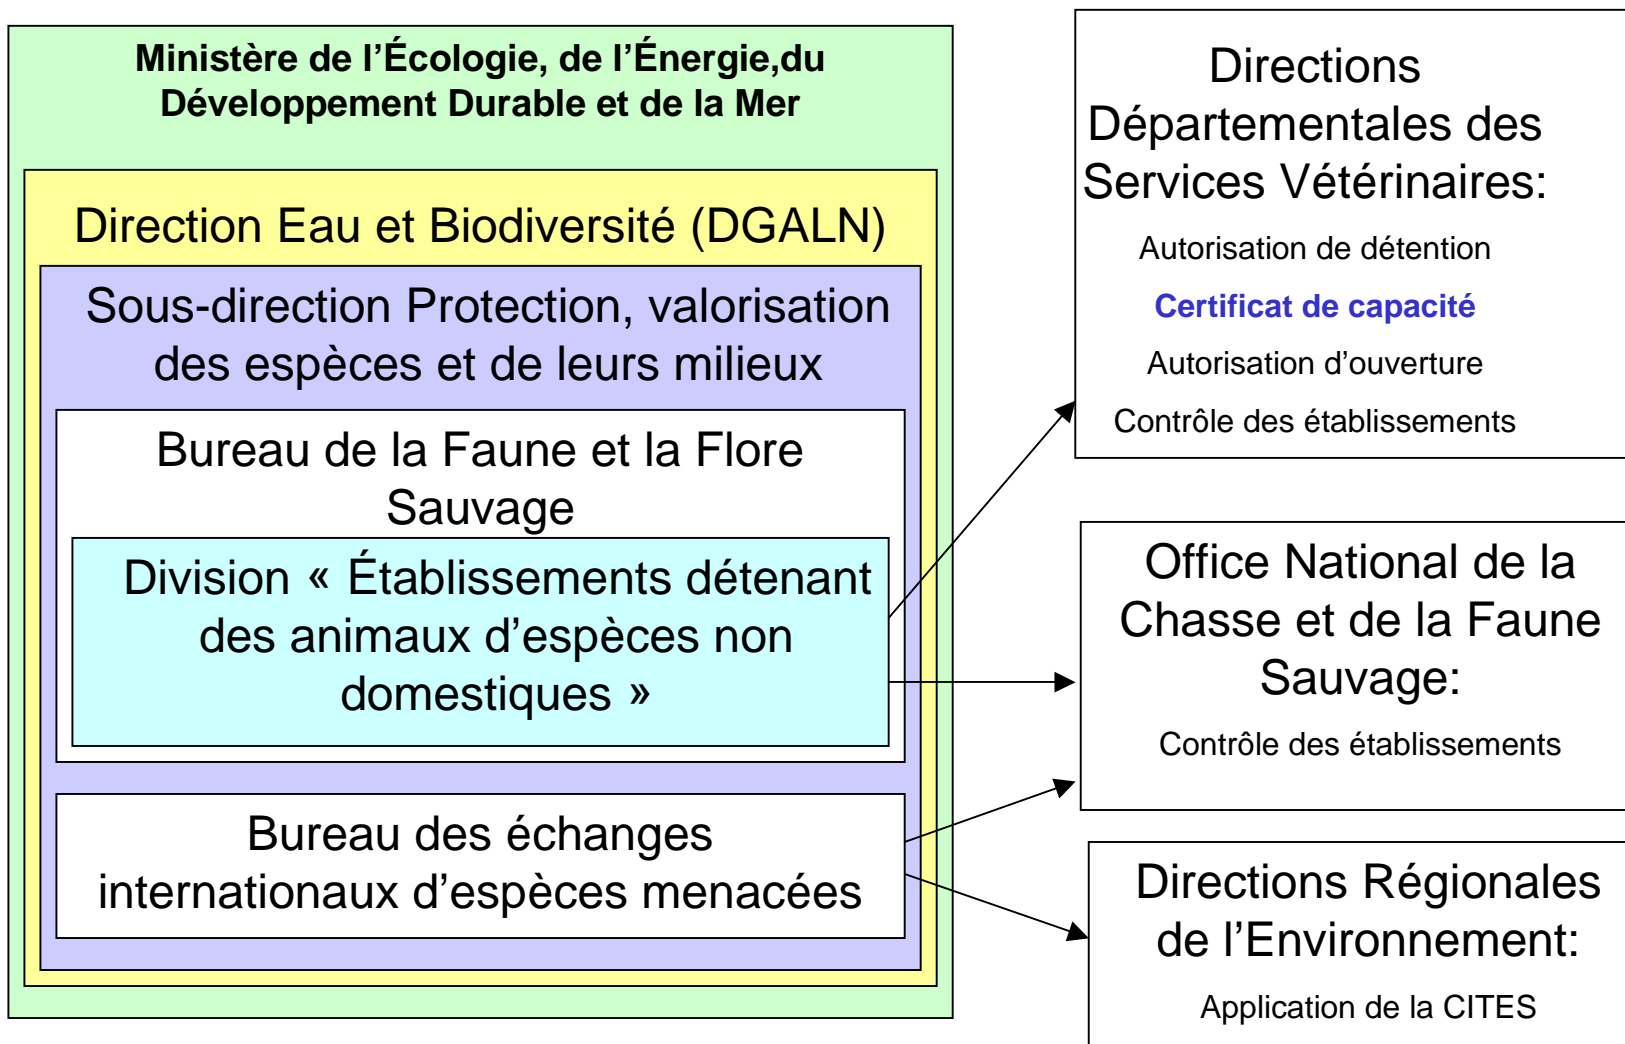 Ministère de l’Écologie, de l’Énergie,du
Développement Durable et de la Mer
Direction Eau et Biodiversité (DGALN)
Sous-direction Protection, valorisation
des espèces et de leurs milieux
Bureau de la Faune et la Flore
Sauvage
Division « Établissements détenant
des animaux d’espèces non
domestiques »
Bureau des échanges
internationaux d’espèces menacées
Directions
Départementales des
Services Vétérinaires:
Autorisation de détention
Certificat de capacité
Autorisation d’ouverture
Contrôle des établissements
Office National de la
Chasse et de la Faune
Sauvage:
Contrôle des établissements
Directions Régionales
de l’Environnement:
Application de la CITES